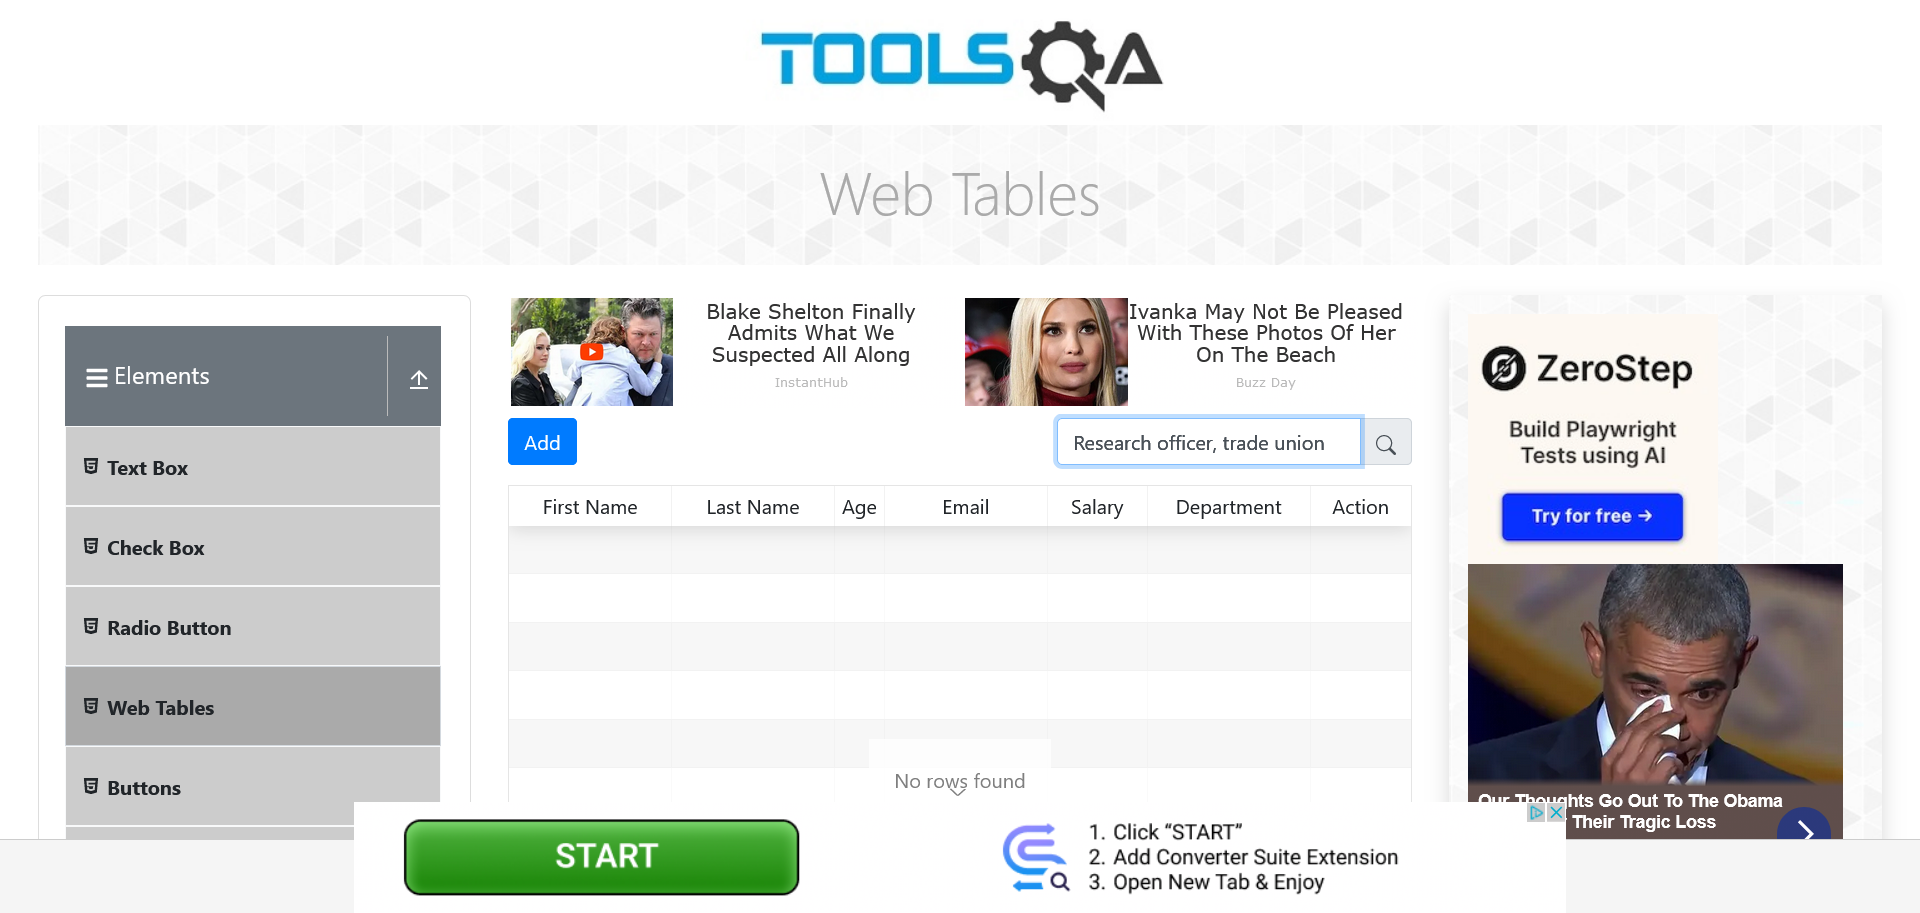 TOOLSQA
Web Tables
Elements
Text Box
Check Box
Radio Button
Web Tables
Buttons
Blake Shelton Finally
Admits What We
Suspected All Along
InstantHub
Ivanka May Not Be Pleased
With These Photos Of Her
On The Beach
Buzz Day
Add
Research officer, trade union
First Name Last Name Age Email Salary Department Action
No rows found
ZeroStep
Build Playwright
Tests using AI
Try for free →
Our Thoughts Go Out To The Obama
Their Tragic Loss
START
1. Click “START”
2. Add Converter Suite Extension
3. Open New Tab & Enjoy